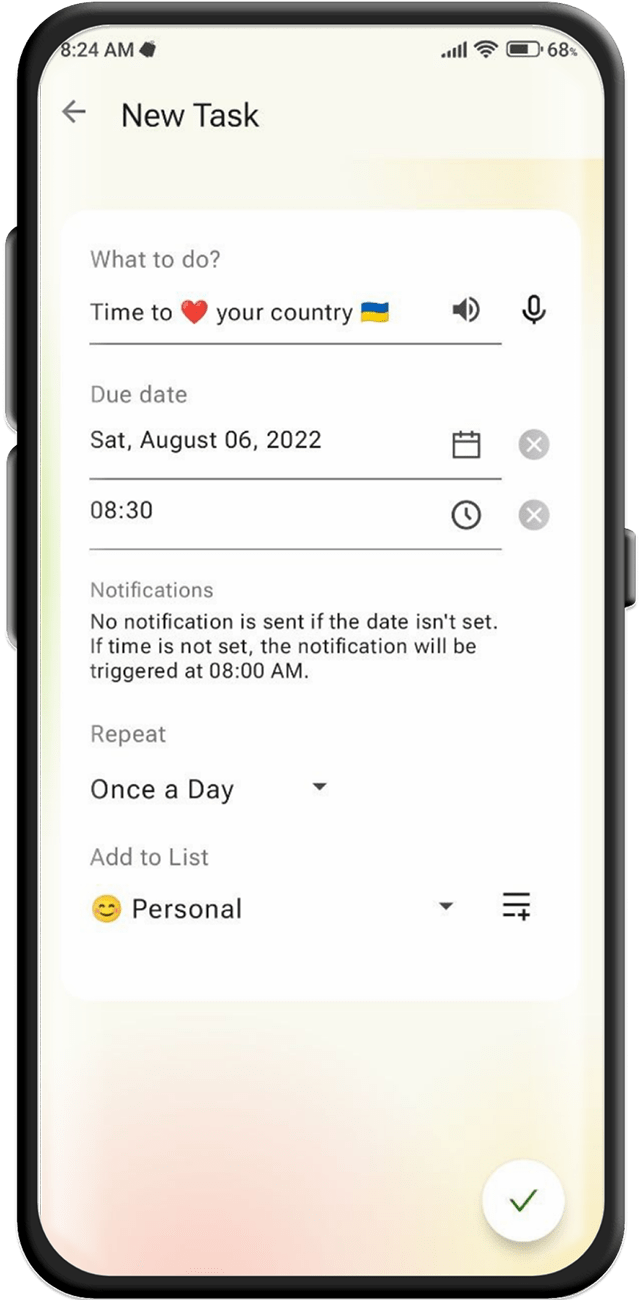 8:24 AM 68%
New Task
What to do?
Time to ❤️ your country 🇺🇦
Due date
Sat, August 06, 2022
08:30
Notifications
No notification is sent if the date isn't set.
If time is not set, the notification will be
triggered at 08:00 AM.
Repeat
Once a Day
Add to List
😊 Personal